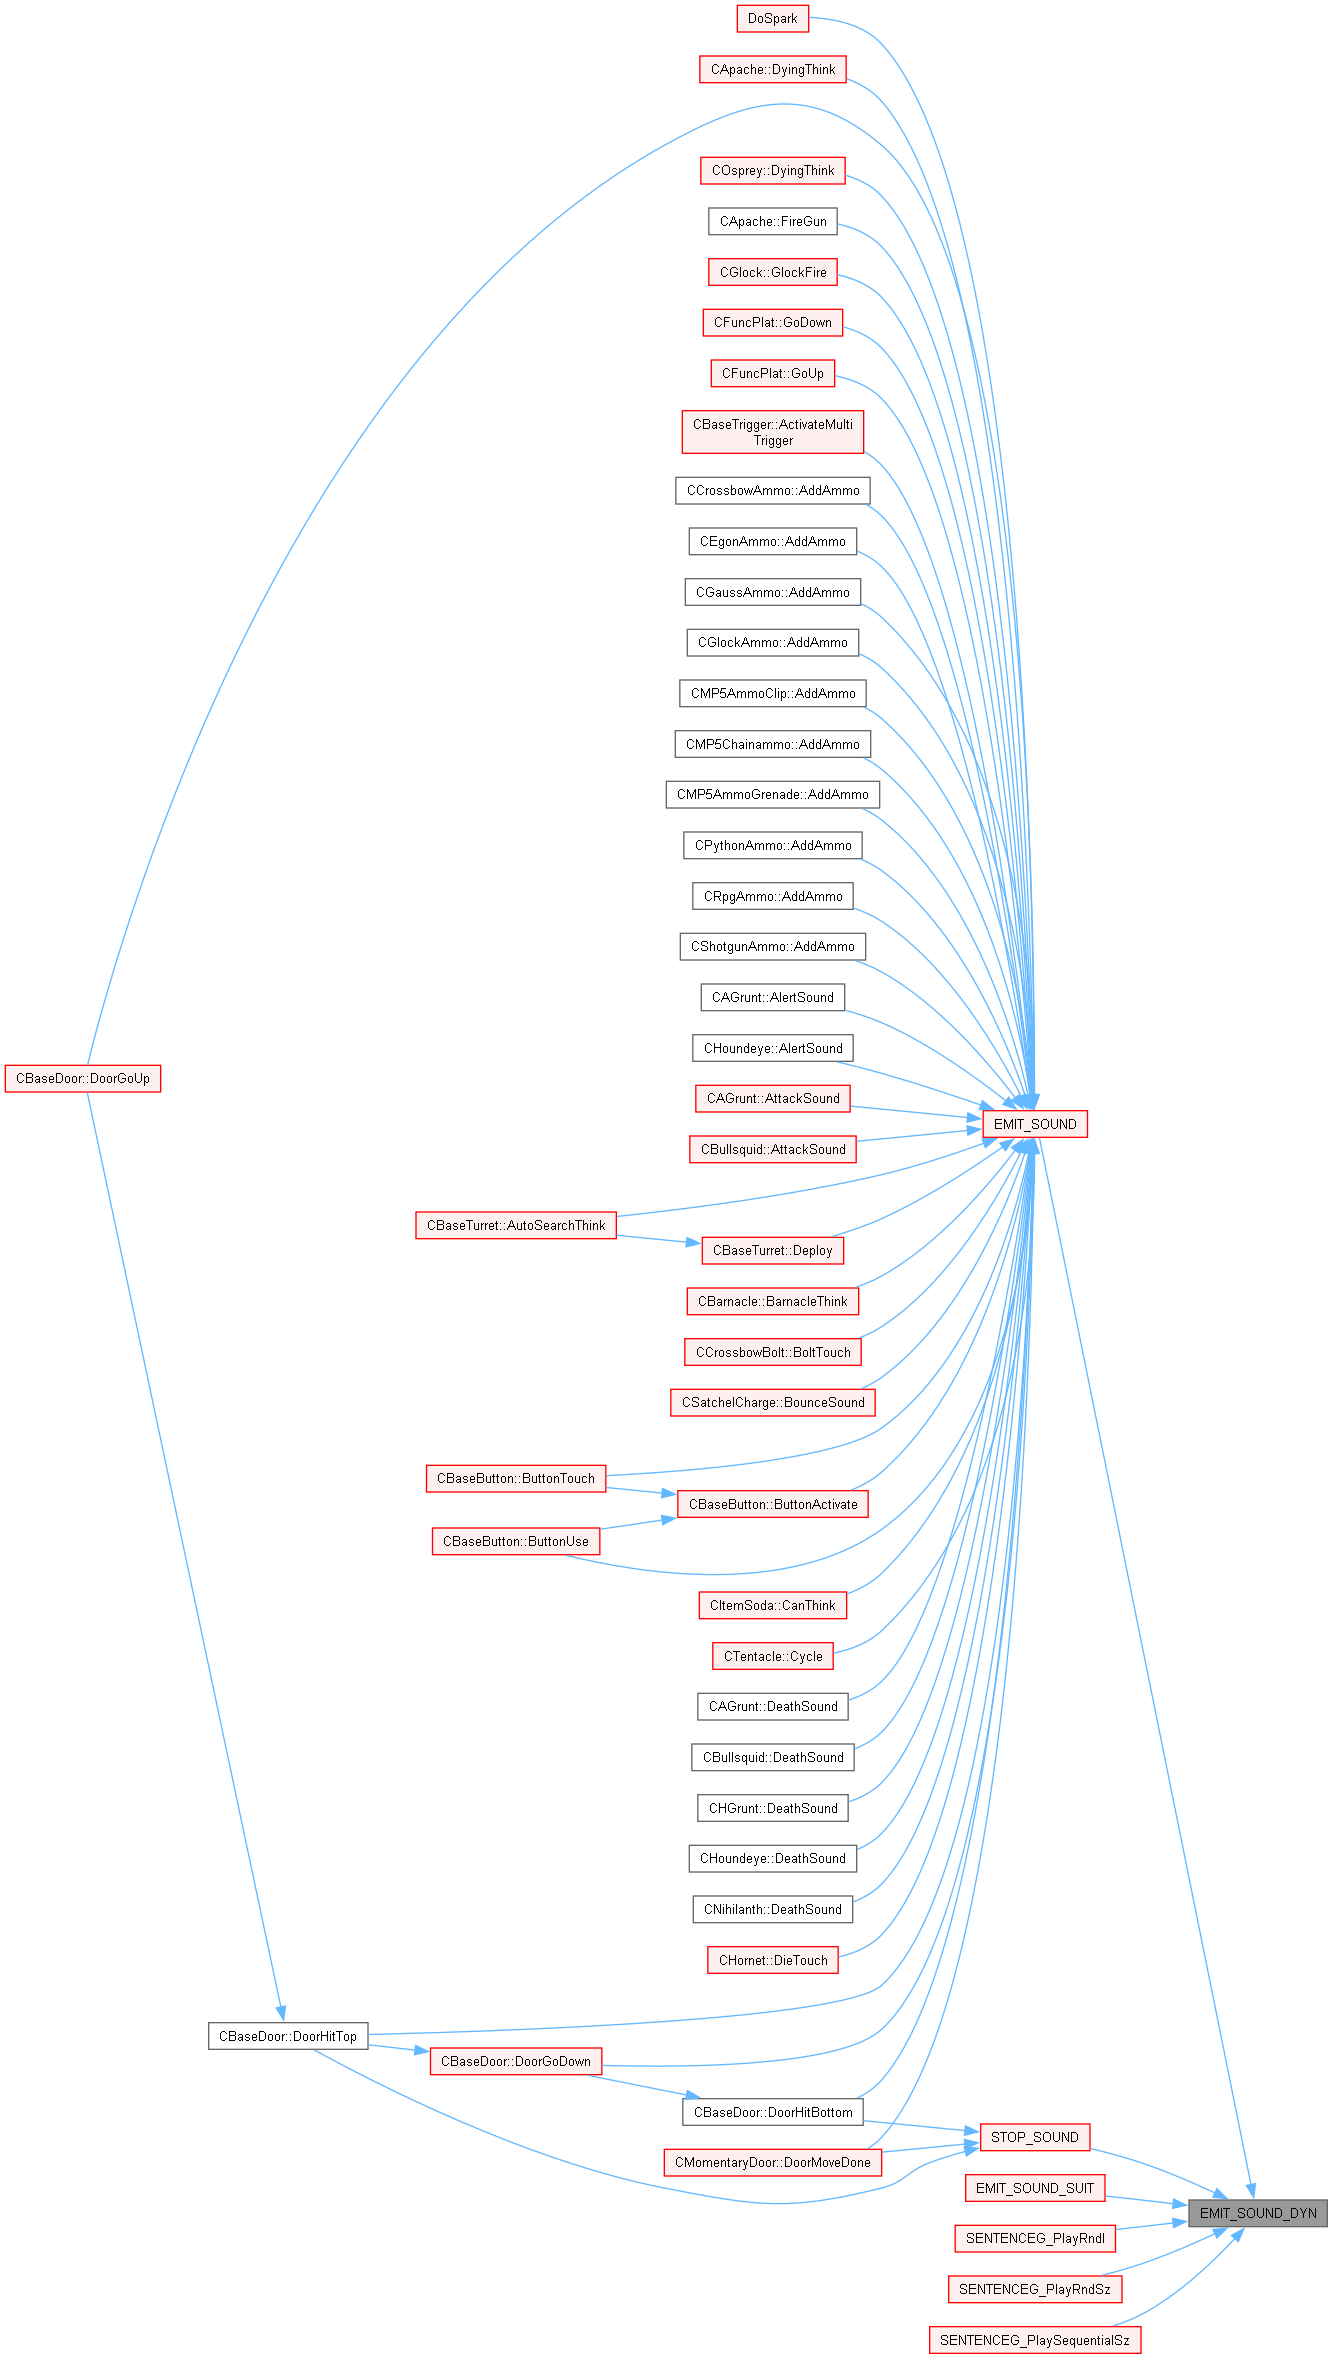 DoSpark
CApache::DyingThink
COsprey::DyingThink
CApache::FireGun
CGlock::GlockFire
CFuncPlat::GoDown
CFuncPlat::GoUp
CBaseTrigger::ActivateMulti
Trigger
CCrossbowAmmo::AddAmmo
CEgonAmmo::AddAmmo
CGaussAmmo::AddAmmo
CGlockAmmo::AddAmmo
CMP5AmmoClip::AddAmmo
CMP5Chainammo::AddAmmo
CMP5AmmoGrenade::AddAmmo
CPythonAmmo::AddAmmo
CRpgAmmo::AddAmmo
CShotgunAmmo::AddAmmo
CAGrunt::AlertSound
CHoundeye::AlertSound
CBaseDoor::DoorGoUp
CAGrunt::AttackSound
EMIT_SOUND
CBullsquid::AttackSound
CBaseTurret::AutoSearchThink
CBaseTurret::Deploy
CBarnacle::BarnacleThink
CCrossbowBolt::BoltTouch
CSatchelCharge::BounceSound
CBaseButton::ButtonTouch
CBaseButton::ButtonActivate
CBaseButton::ButtonUse
CItemSoda::CanThink
CTentacle::Cycle
CAGrunt::DeathSound
CBullsquid::DeathSound
CHGrunt::DeathSound
CHoundeye::DeathSound
CNihilanth::DeathSound
CHornet::DieTouch
CBaseDoor::DoorHitTop
CBaseDoor::DoorGoDown
CBaseDoor::DoorHitBottom
STOP_SOUND
CMomentaryDoor::DoorMoveDone
EMIT_SOUND_SUIT
EMIT_SOUND_DYN
SENTENCEG_PlayRndI
SENTENCEG_PlayRndSz
SENTENCEG_PlaySequentialSz